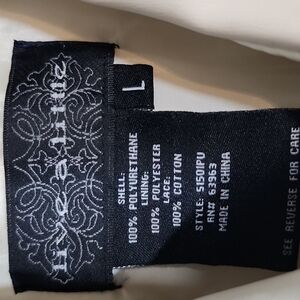 live a little
L
SHELL:
100% POLYURETHANE
LINING:
100% POLYESTER
LACE:
100% COTTON
STYLE: 51501PU
RN# 63963
MADE IN CHINA
SEE REVERSE FOR CARE